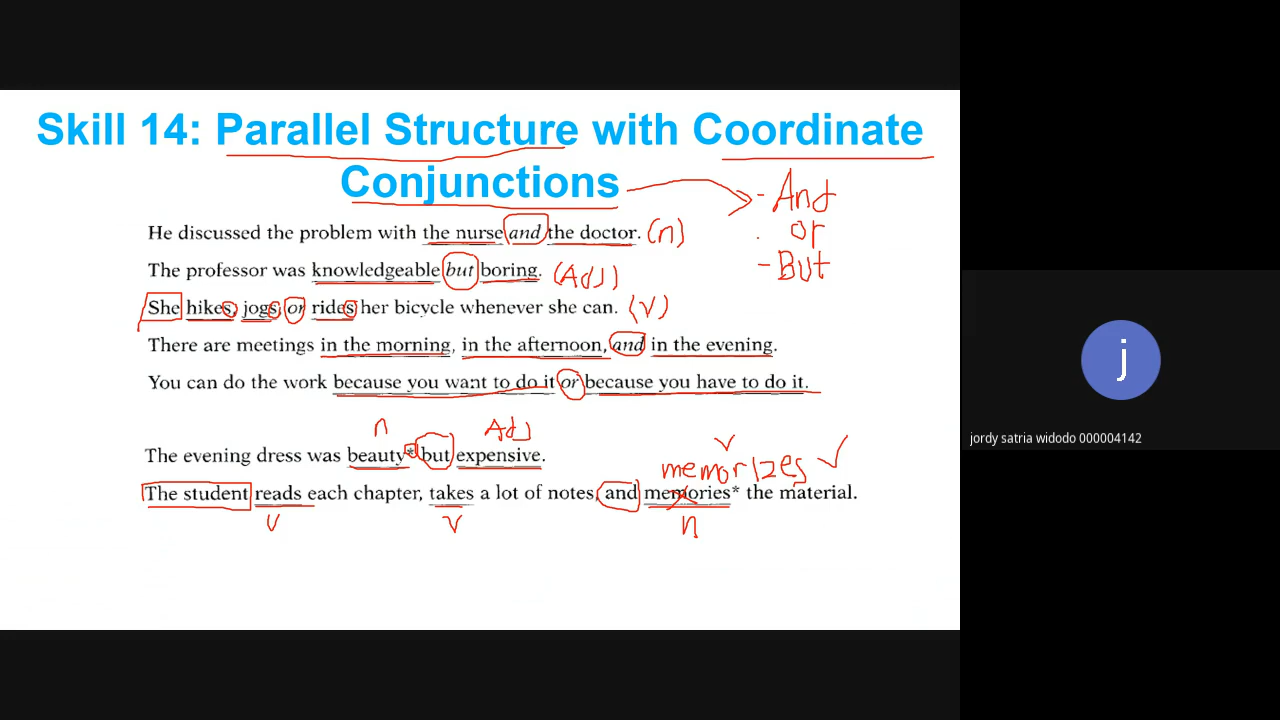 Skill 14: Parallel Structure with Coordinate
Conjunctions
- And
or
- But
He discussed the problem with the nurse and the doctor. (n)
The professor was knowledgeable but boring. (Adj)
She hikes, jogs, or rides her bicycle whenever she can. (v)
There are meetings in the morning, in the afternoon, and in the evening.
You can do the work because you want to do it or because you have to do it.
n Adj
The evening dress was beauty* but expensive.
v
memorizes ✓
The student reads each chapter, takes a lot of notes, and memories* the material.
v v n
j
jordy satria widodo 000004142